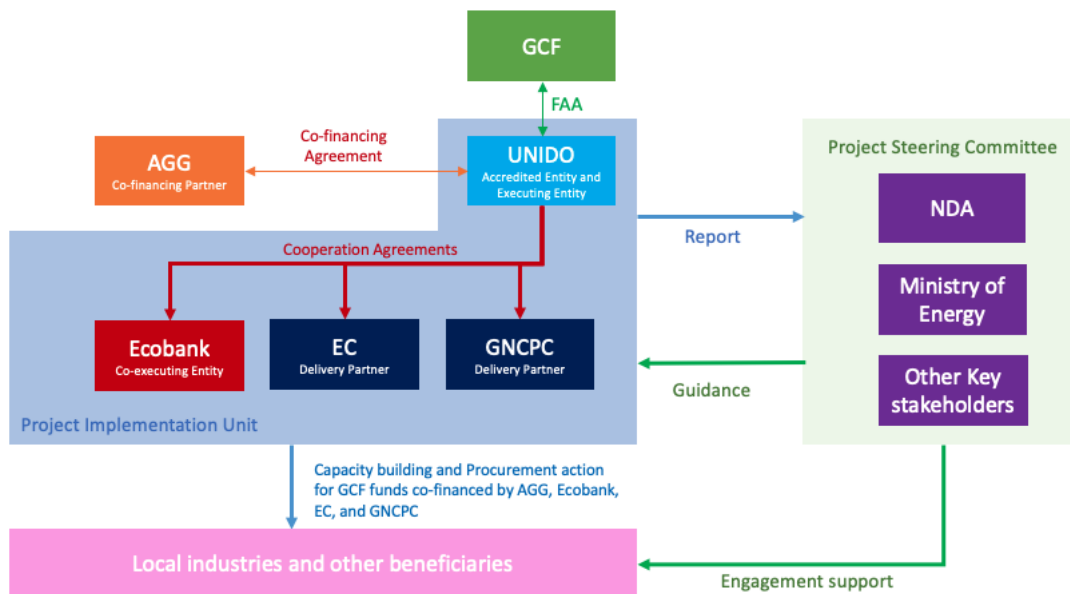 GCF
FAA
Co-financing
Agreement
AGG
Co-financing Partner
UNIDO
Accredited Entity and
Executing Entity
Project Steering Committee
NDA
Report
Cooperation Agreements
Ministry of
Energy
Ecobank
Co-executing Entity
EC
Delivery Partner
GNCPC
Delivery Partner
Guidance
Other Key
stakeholders
Project Implementation Unit
Capacity building and Procurement action
for GCF funds co-financed by AGG, Ecobank,
EC, and GNCPC
Local industries and other beneficiaries
Engagement support